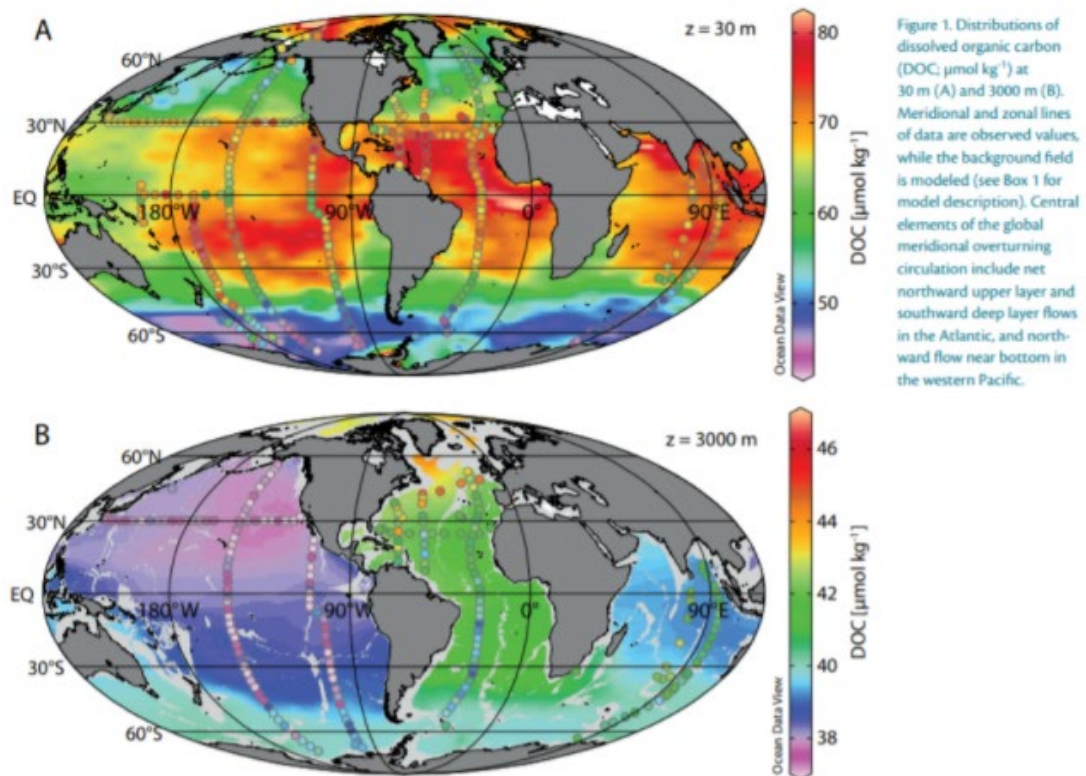 A
z = 30 m
60°N
30°N
EQ
180°W
90°W
0°
90°E
30°S
60°S
80
70
60
50
DOC [μmol kg⁻¹]
Ocean Data View
Figure 1. Distributions of
dissolved organic carbon
(DOC; μmol kg⁻¹) at
30 m (A) and 3000 m (B).
Meridional and zonal lines
of data are observed values,
while the background field
is modeled (see Box 1 for
model description). Central
elements of the global
meridional overturning
circulation include net
northward upper layer and
southward deep layer flows
in the Atlantic, and north-
ward flow near bottom in
the western Pacific.
B
z = 3000 m
60°N
30°N
EQ
180°W
90°W
0°
90°E
30°S
60°S
46
44
42
40
38
DOC [μmol kg⁻¹]
Ocean Data View